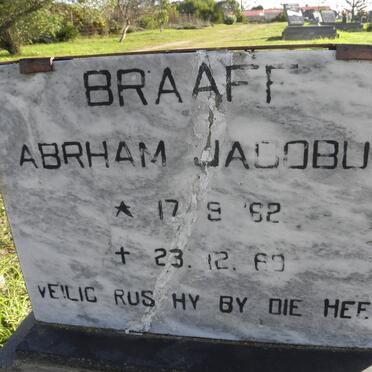 BRAAFF
ABRHAM JACOBU
★ 17 9 '62
✝ 23. 12. 69
VEILIG RUS HY BY DIE HEE